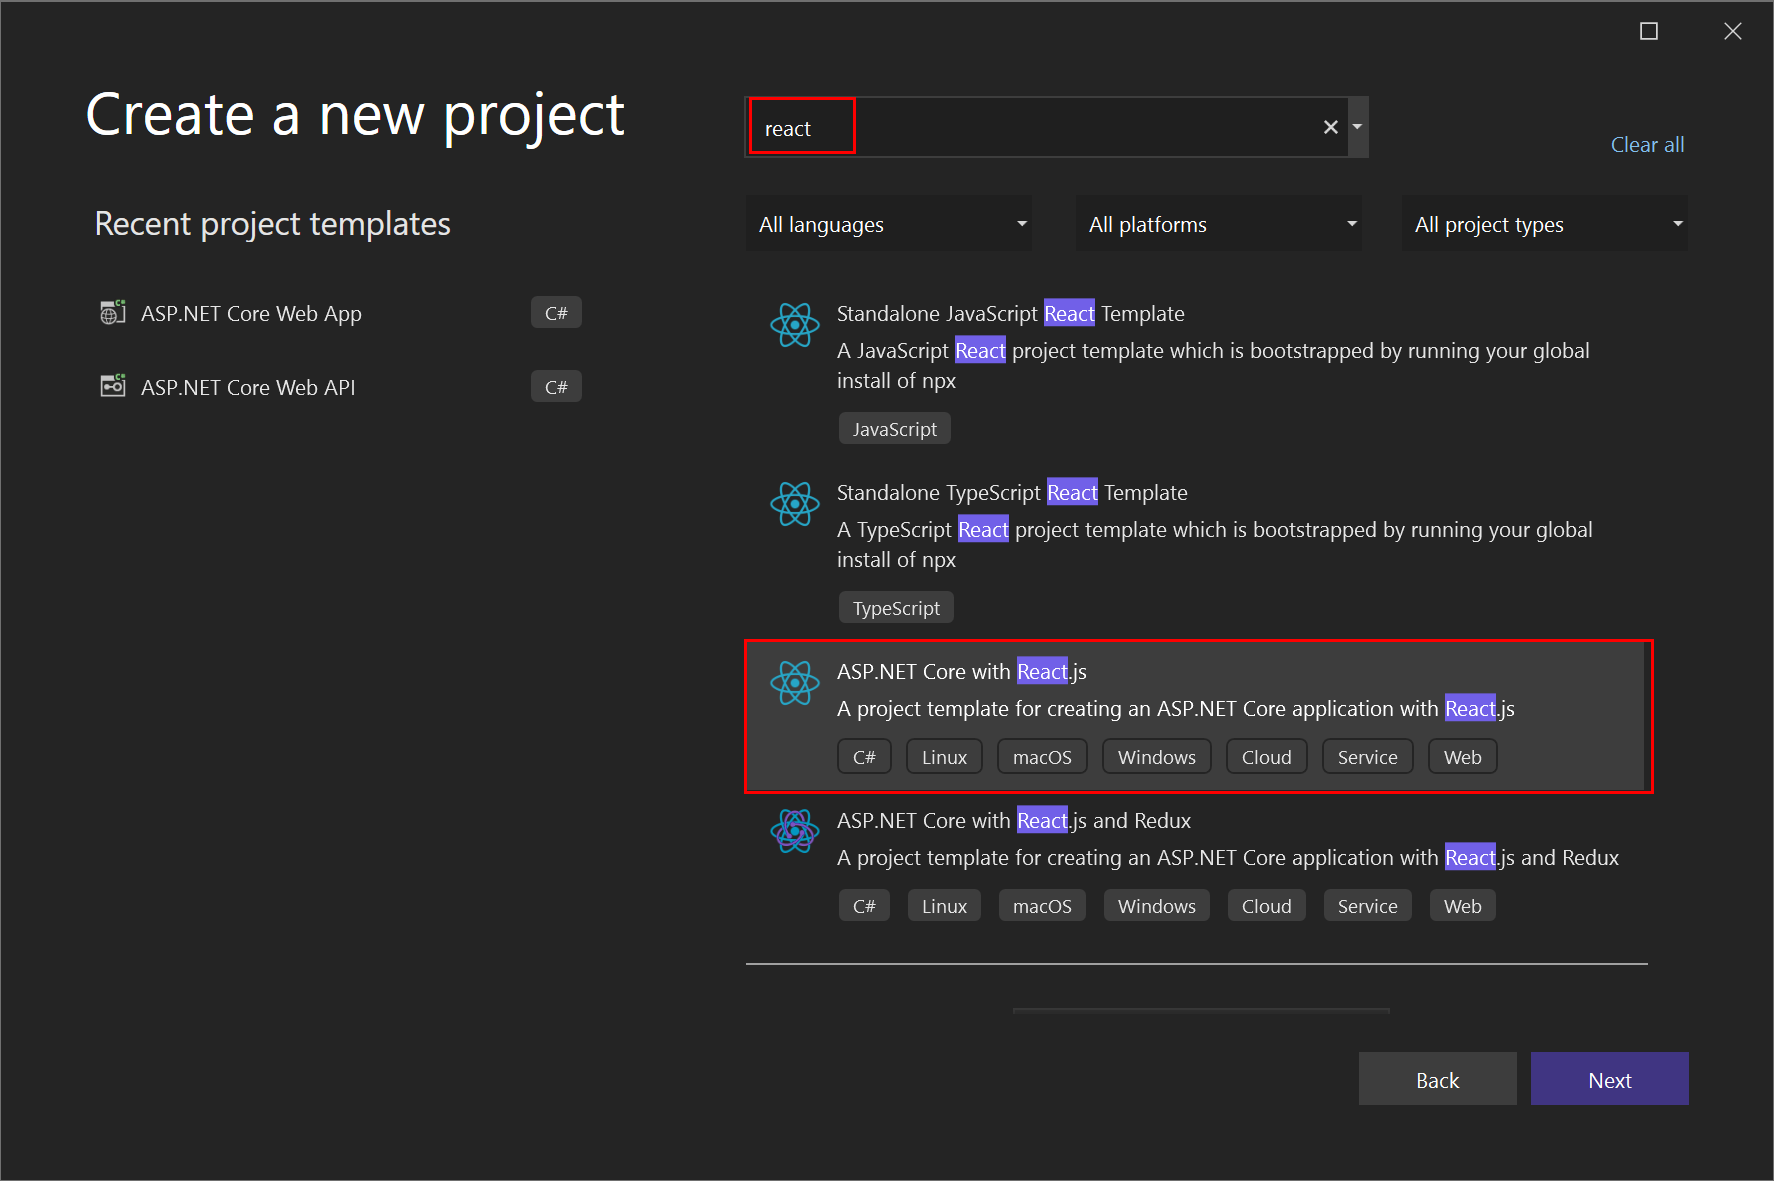 Create a new project
react
Clear all
Recent project templates
All languages
All platforms
All project types
ASP.NET Core Web App
C#
ASP.NET Core Web API
C#
Standalone JavaScript React Template
A JavaScript React project template which is bootstrapped by running your global
install of npx
JavaScript
Standalone TypeScript React Template
A TypeScript React project template which is bootstrapped by running your global
install of npx
TypeScript
ASP.NET Core with React.js
A project template for creating an ASP.NET Core application with React.js
C# Linux macOS Windows Cloud Service Web
ASP.NET Core with React.js and Redux
A project template for creating an ASP.NET Core application with React.js and Redux
C# Linux macOS Windows Cloud Service Web
Back
Next